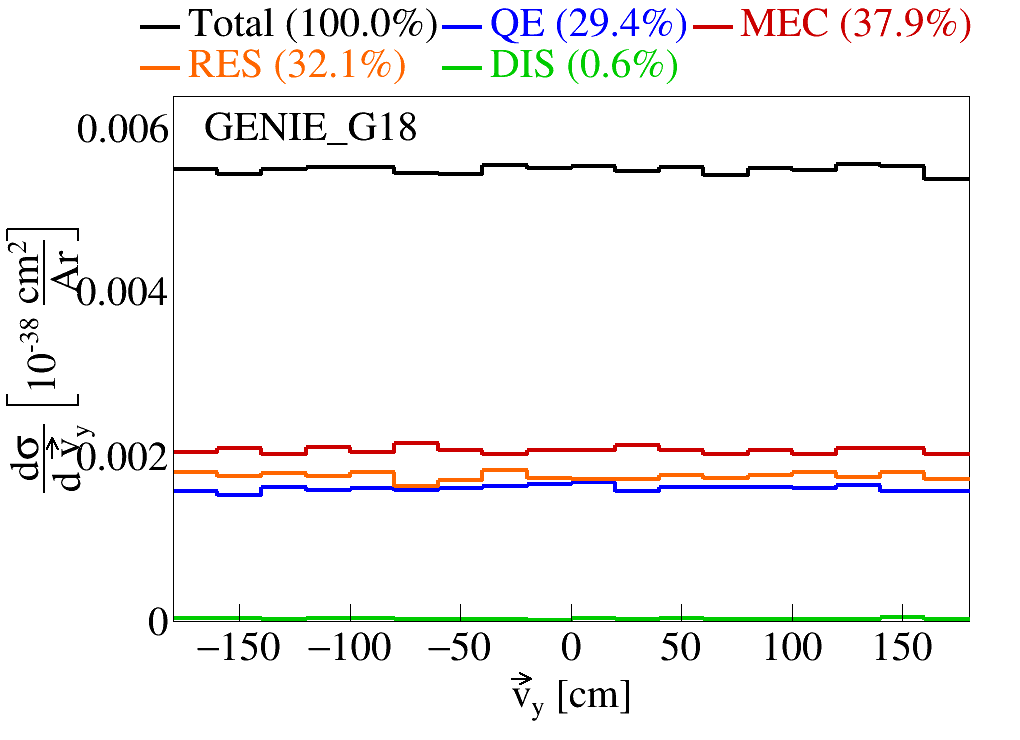 Total (100.0%) QE (29.4%) MEC (37.9%)
RES (32.1%) DIS (0.6%)
GENIE_G18
0.006
0.004
0.002
0
dσ/dv⃗y [10⁻³⁸ cm²/Ar]
−150 −100 −50 0 50 100 150
v⃗y [cm]